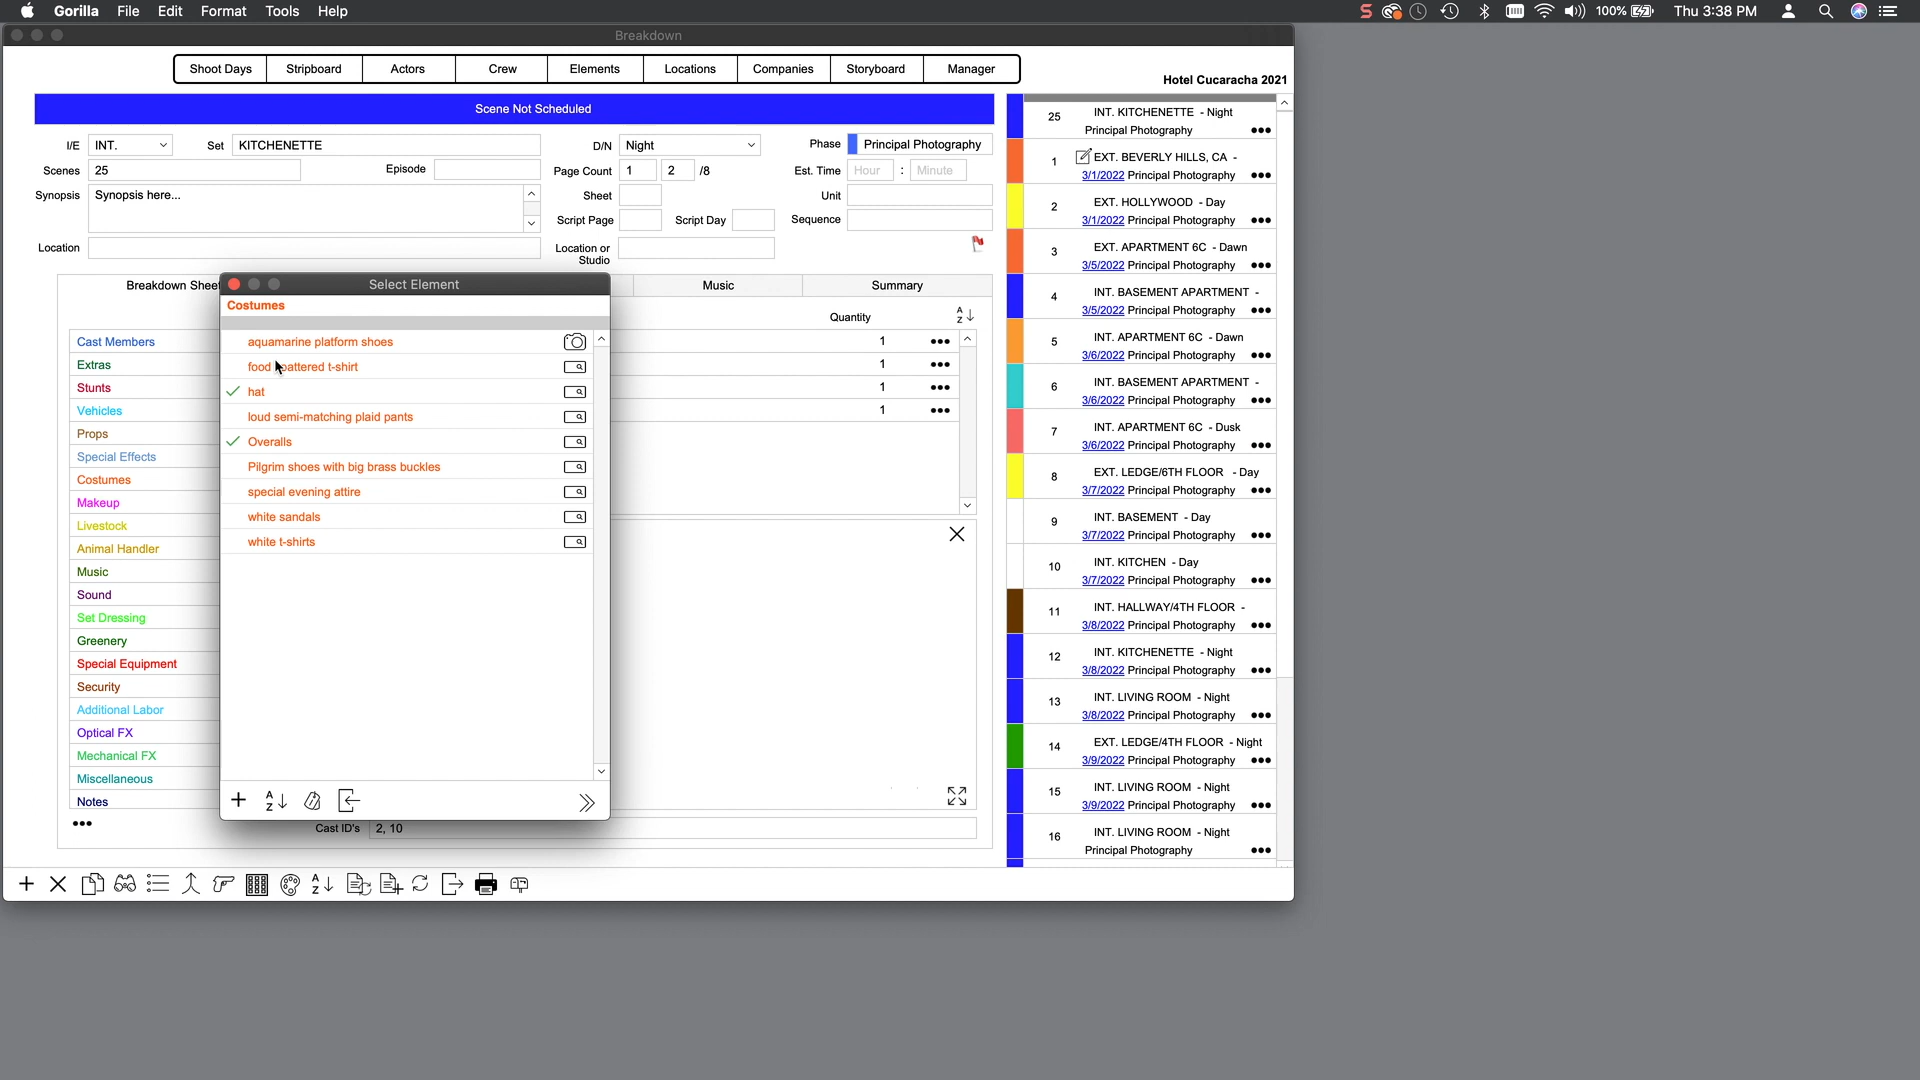 Gorilla File Edit Format Tools Help
100% Thu 3:38 PM
Breakdown
Shoot Days Stripboard Actors Crew Elements Locations Companies Storyboard Manager
Hotel Cucaracha 2021
Scene Not Scheduled
I/E INT. Set KITCHENETTE D/N Night Phase Principal Photography
Scenes 25 Episode Page Count 1 2 /8 Est. Time Hour : Minute
Synopsis Synopsis here... Sheet Unit
Script Page Script Day Sequence
Location Location or
Studio
Breakdown Sheet Music Summary
Quantity
A
Z
Cast Members 1
Extras 1
Stunts 1
Vehicles 1
Props
Special Effects
Costumes
Makeup
Livestock
Animal Handler
Music
Sound
Set Dressing
Greenery
Special Equipment
Security
Additional Labor
Optical FX
Mechanical FX
Miscellaneous
Notes
Cast ID's 2, 10
Select Element
Costumes
aquamarine platform shoes
food pattered t-shirt
hat
loud semi-matching plaid pants
Overalls
Pilgrim shoes with big brass buckles
special evening attire
white sandals
white t-shirts
A
Z
25 INT. KITCHENETTE - Night
Principal Photography
1 EXT. BEVERLY HILLS, CA -
3/1/2022 Principal Photography
2 EXT. HOLLYWOOD - Day
3/1/2022 Principal Photography
3 EXT. APARTMENT 6C - Dawn
3/5/2022 Principal Photography
4 INT. BASEMENT APARTMENT -
3/5/2022 Principal Photography
5 INT. APARTMENT 6C - Dawn
3/6/2022 Principal Photography
6 INT. BASEMENT APARTMENT -
3/6/2022 Principal Photography
7 INT. APARTMENT 6C - Dusk
3/6/2022 Principal Photography
8 EXT. LEDGE/6TH FLOOR - Day
3/7/2022 Principal Photography
9 INT. BASEMENT - Day
3/7/2022 Principal Photography
10 INT. KITCHEN - Day
3/7/2022 Principal Photography
11 INT. HALLWAY/4TH FLOOR -
3/8/2022 Principal Photography
12 INT. KITCHENETTE - Night
3/8/2022 Principal Photography
13 INT. LIVING ROOM - Night
3/8/2022 Principal Photography
14 EXT. LEDGE/4TH FLOOR - Night
3/9/2022 Principal Photography
15 INT. LIVING ROOM - Night
3/9/2022 Principal Photography
16 INT. LIVING ROOM - Night
Principal Photography
A
Z